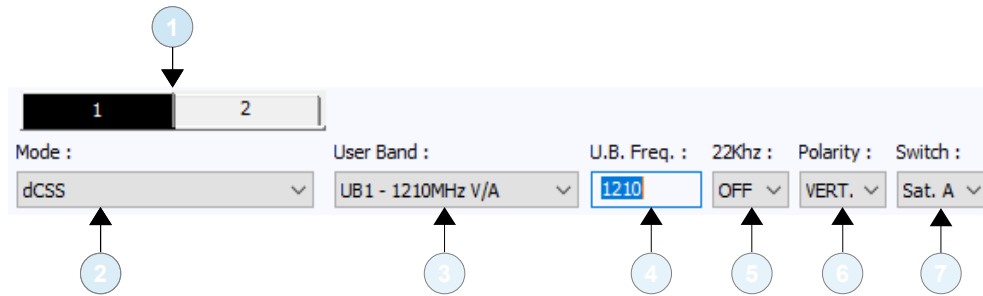 1
1 2
Mode : User Band : U.B. Freq. : 22Khz : Polarity : Switch :
dCSS UB1 - 1210MHz V/A 1210 OFF VERT. Sat. A
2 3 4 5 6 7